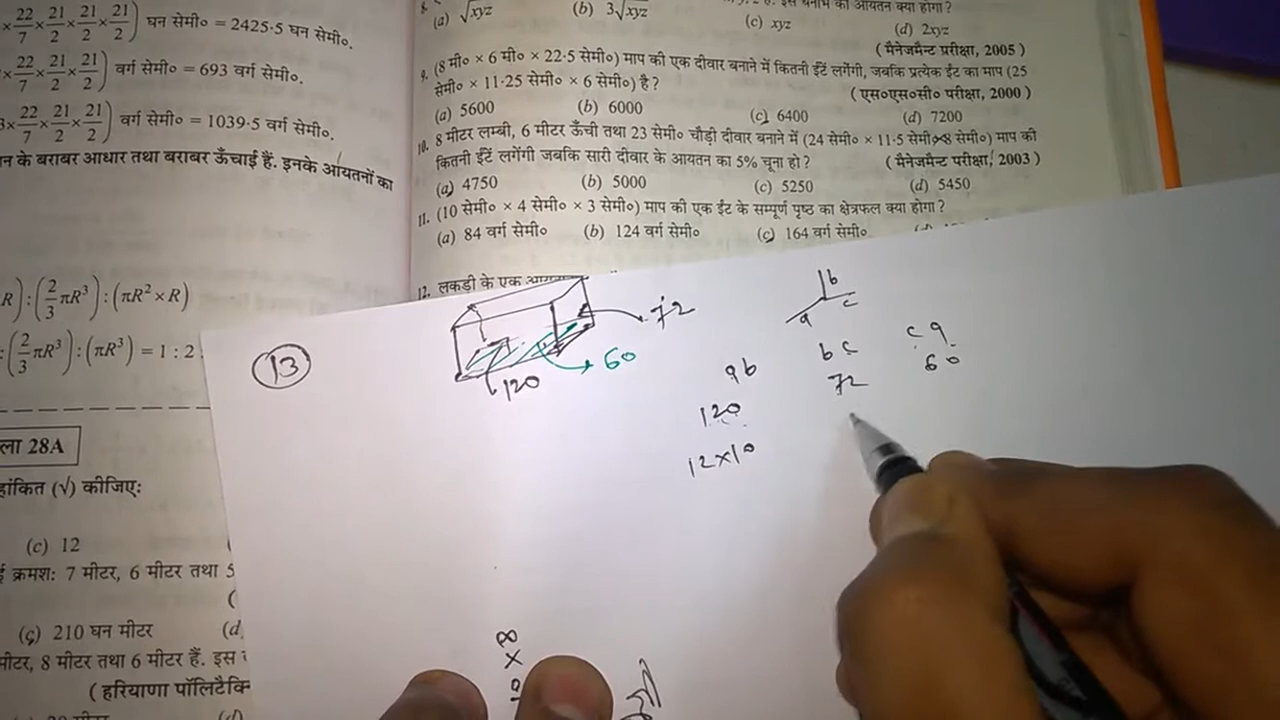 × 22/7 × 21/2 × 21/2 × 21/2) घन सेमी० = 2425·5 घन सेमी०.
× 22/7 × 21/2 × 21/2) वर्ग सेमी० = 693 वर्ग सेमी०.
3× 22/7 × 21/2 × 21/2) वर्ग सेमी० = 1039·5 वर्ग सेमी०.
न के बराबर आधार तथा बराबर ऊँचाई हैं. इनके आयतनों का
R) : (2/3 πR³) : (πR² × R)
: (2/3 πR³) : (πR³) = 1 : 2
ला 28A
हांकित (√) कीजिए:
(c) 12
ई क्रमश: 7 मीटर, 6 मीटर तथा 5
(
(c) 210 घन मीटर (d
मीटर, 8 मीटर तथा 6 मीटर हैं. इस
( हरियाणा पॉलिटैक्नि
8.
(a) √xyz (b) 3√xyz (c) xyz (d) 2xyz
आयतन क्या होगा ?
( मैनेजमैन्ट परीक्षा, 2005 )
9. (8 मी० × 6 मी० × 22·5 सेमी०) माप की एक दीवार बनाने में कितनी ईंटें लगेंगी, जबकि प्रत्येक ईंट का माप (25
सेमी० × 11·25 सेमी० × 6 सेमी०) है ? ( एस०एस०सी० परीक्षा, 2000 )
(a) 5600 (b) 6000 (c) 6400 (d) 7200
10. 8 मीटर लम्बी, 6 मीटर ऊँची तथा 23 सेमी० चौड़ी दीवार बनाने में (24 सेमी० × 11·5 सेमी० × 8 सेमी०) माप की
कितनी ईंटें लगेंगी जबकि सारी दीवार के आयतन का 5% चूना हो ? ( मैनेजमैन्ट परीक्षा, 2003 )
(a) 4750 (b) 5000 (c) 5250 (d) 5450
11. (10 सेमी० × 4 सेमी० × 3 सेमी०) माप की एक ईंट के सम्पूर्ण पृष्ठ का क्षेत्रफल क्या होगा ?
(a) 84 वर्ग सेमी० (b) 124 वर्ग सेमी० (c) 164 वर्ग सेमी०
12. लकड़ी के एक
13
72
60
120
b
a c
ab bc ca
120 72 60
12×10
8 ×